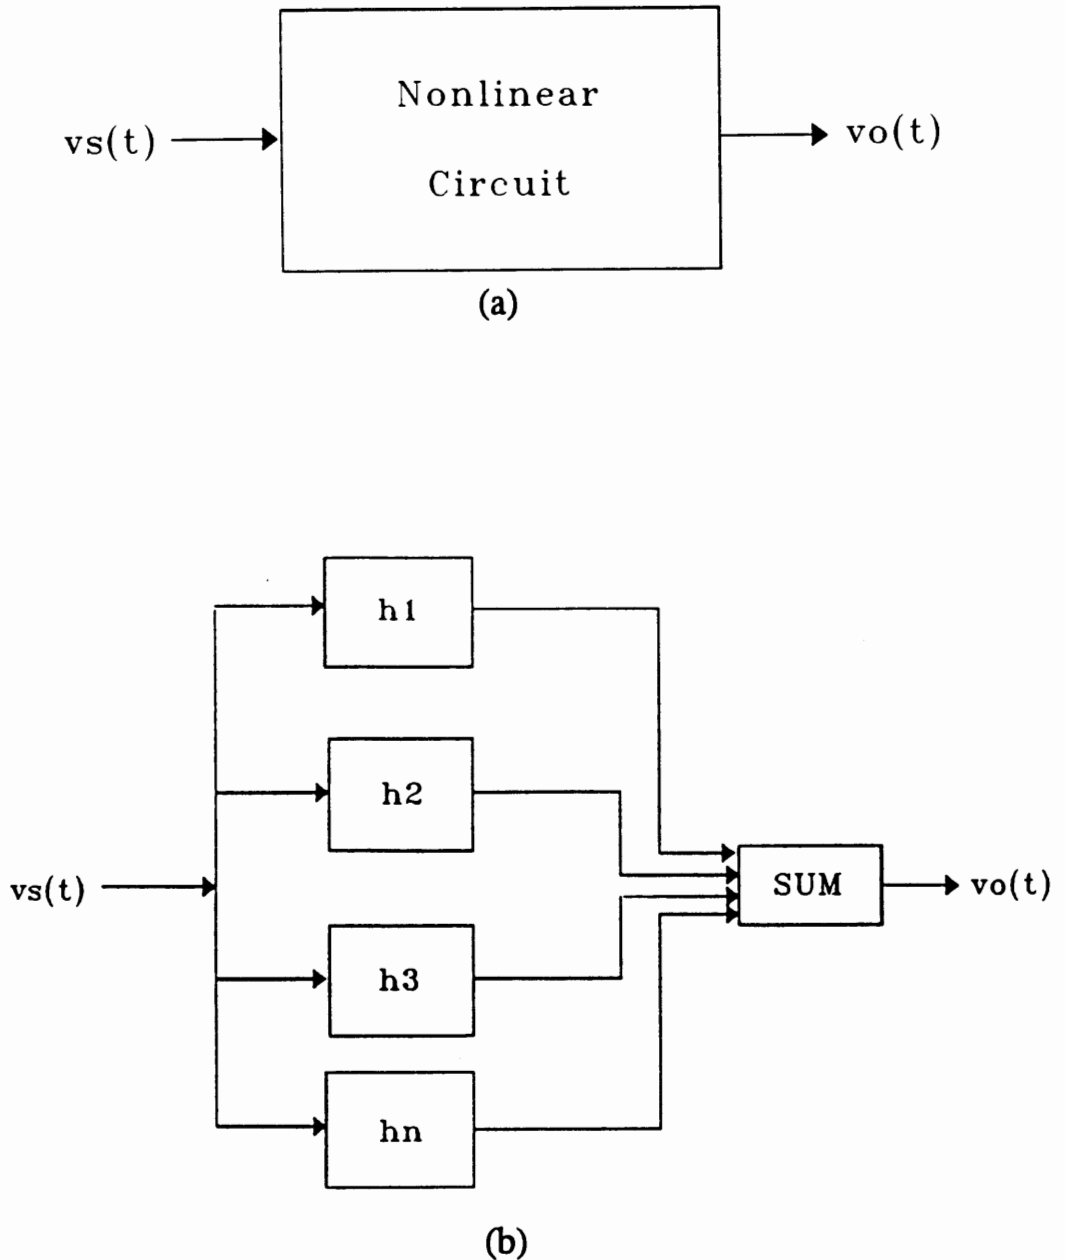 Nonlinear
vs(t)
vo(t)
Circuit
(a)
h1
h2
vs(t)
SUM
vo(t)
h3
hn
(b)